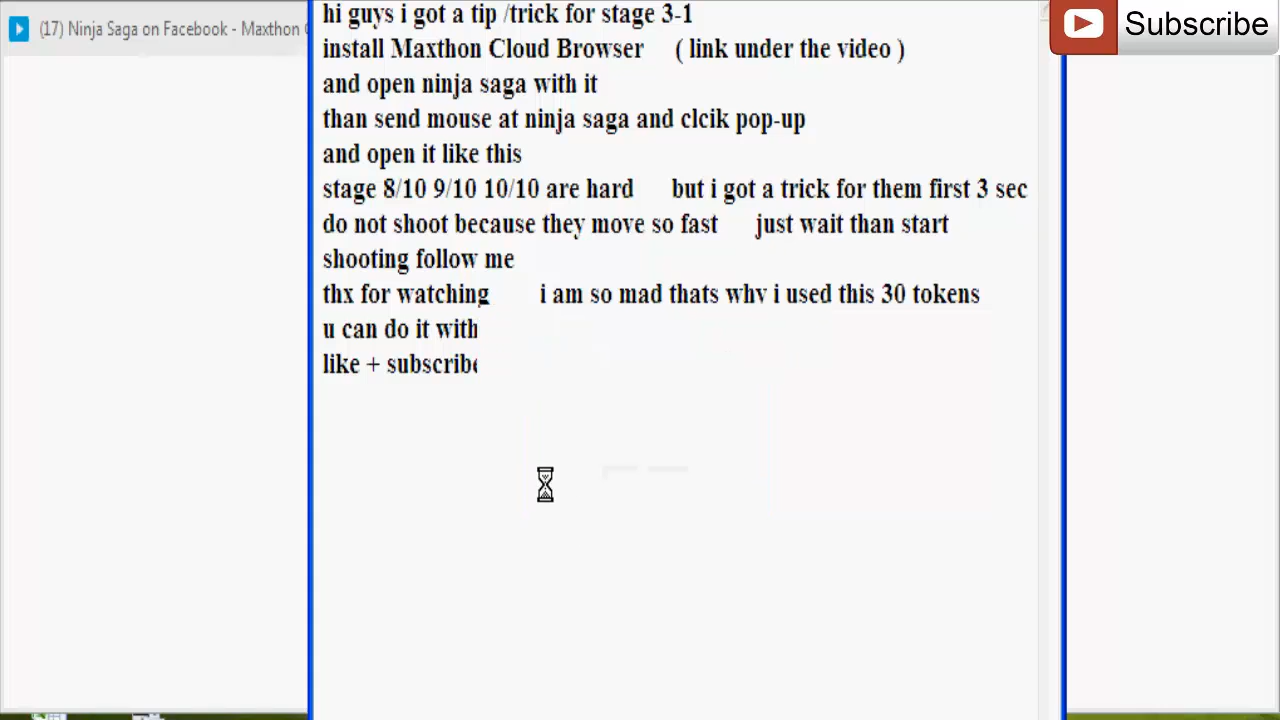 hi guys i got a tip /trick for stage 3-1
(17) Ninja Saga on Facebook - Maxthon
Subscribe
install Maxthon Cloud Browser ( link under the video )
and open ninja saga with it
than send mouse at ninja saga and clcik pop-up
and open it like this
stage 8/10 9/10 10/10 are hard but i got a trick for them first 3 sec
do not shoot because they move so fast just wait than start
shooting follow me
thx for watching i am so mad thats why i used this 30 tokens
u can do it with
like + subscribe